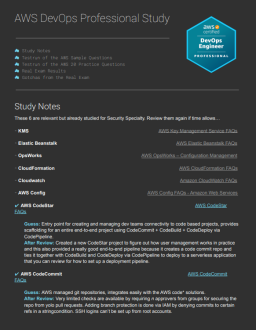 AWS DevOps Professional Study
aws
certified
DevOps
Engineer
PROFESSIONAL
Study Notes
Testrun of the AWS Sample Questions
Testrun of the AWS 20 Practice Questions
Real Exam Results
Gotchas from the Real Exam
Study Notes
These 6 are relevant but already studied for Security Specialty. Review them again if time allows…
- KMS AWS Key Management Service FAQs
- Elastic Beanstalk AWS Elastic Beanstalk FAQs
- OpsWorks AWS OpsWorks – Configuration Management
- CloudFormation AWS CloudFormation FAQs
- Cloudwatch Amazon CloudWatch FAQs
- AWS Config AWS Config FAQs - Amazon Web Services
✔ AWS CodeStar AWS CodeStar
FAQs
Guess: Entry point for creating and managing dev teams connectivity to code based projects, provides
scaffolding for an entire end-to-end project using CodeCommit + CodeBuild + CodeDeploy via
CodePipeline
After Review: Created a new CodeStar project to figure out how user management works in practice
and this also provided a really good end-to-end pipeline because it creates a code commit repo and
ties it together with CodeBuild and CodeDeploy via CodePipeline to deploy to a serverless application
that you can review for how to set up a deployment pipeline.
✔ AWS CodeCommit AWS CodeCommit
FAQs
Guess: AWS managed git repositories, integrates easily with the AWS code* solutions.
After Review: Very limited checks are available by requiring n approvers from groups for securing the
repo from yolo pull requests. Adding branch protection is done via IAM by denying commits to certain
refs in a stringcondition. SSH logins can't be set up from root accounts.